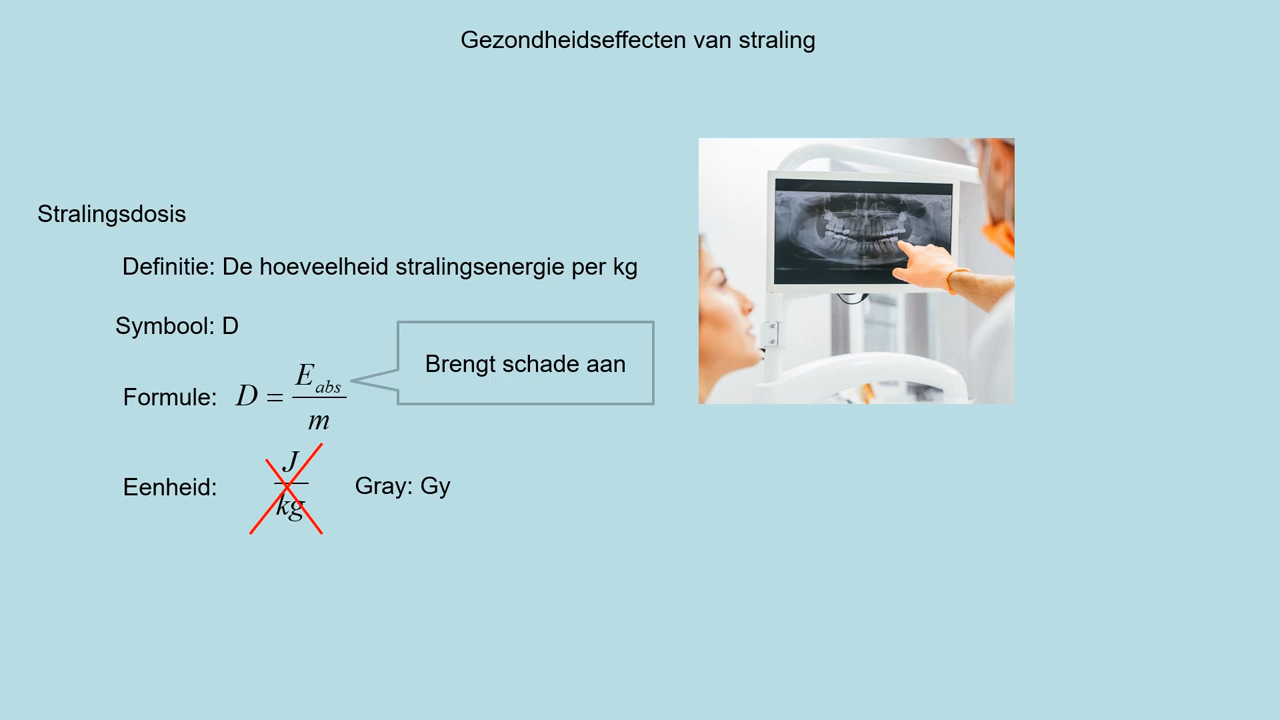 Gezondheidseffecten van straling
Stralingsdosis
Definitie: De hoeveelheid stralingsenergie per kg
Symbool: D
Brengt schade aan
Formule: D = E_abs / m
Eenheid: J / kg Gray: Gy